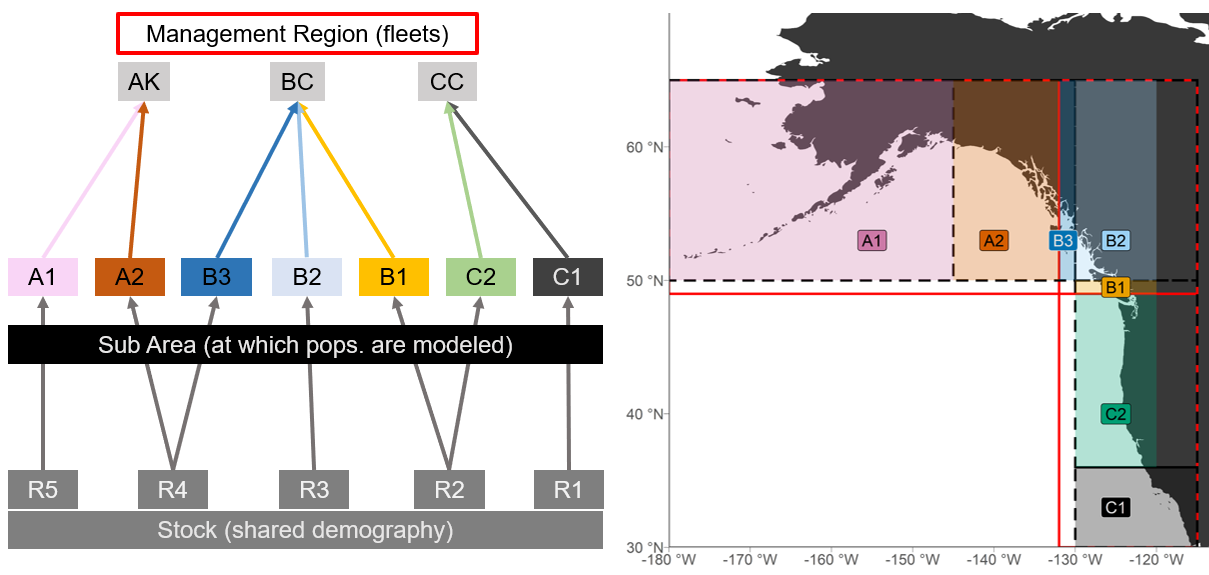 Management Region (fleets)
AK BC CC
A1 A2 B3 B2 B1 C2 C1
Sub Area (at which pops. are modeled)
R5 R4 R3 R2 R1
Stock (shared demography)
60 °N
50 °N
40 °N
30 °N
A1 A2 B3 B2
B1
C2
C1
-180 °W -170 °W -160 °W -150 °W -140 °W -130 °W -120 °W